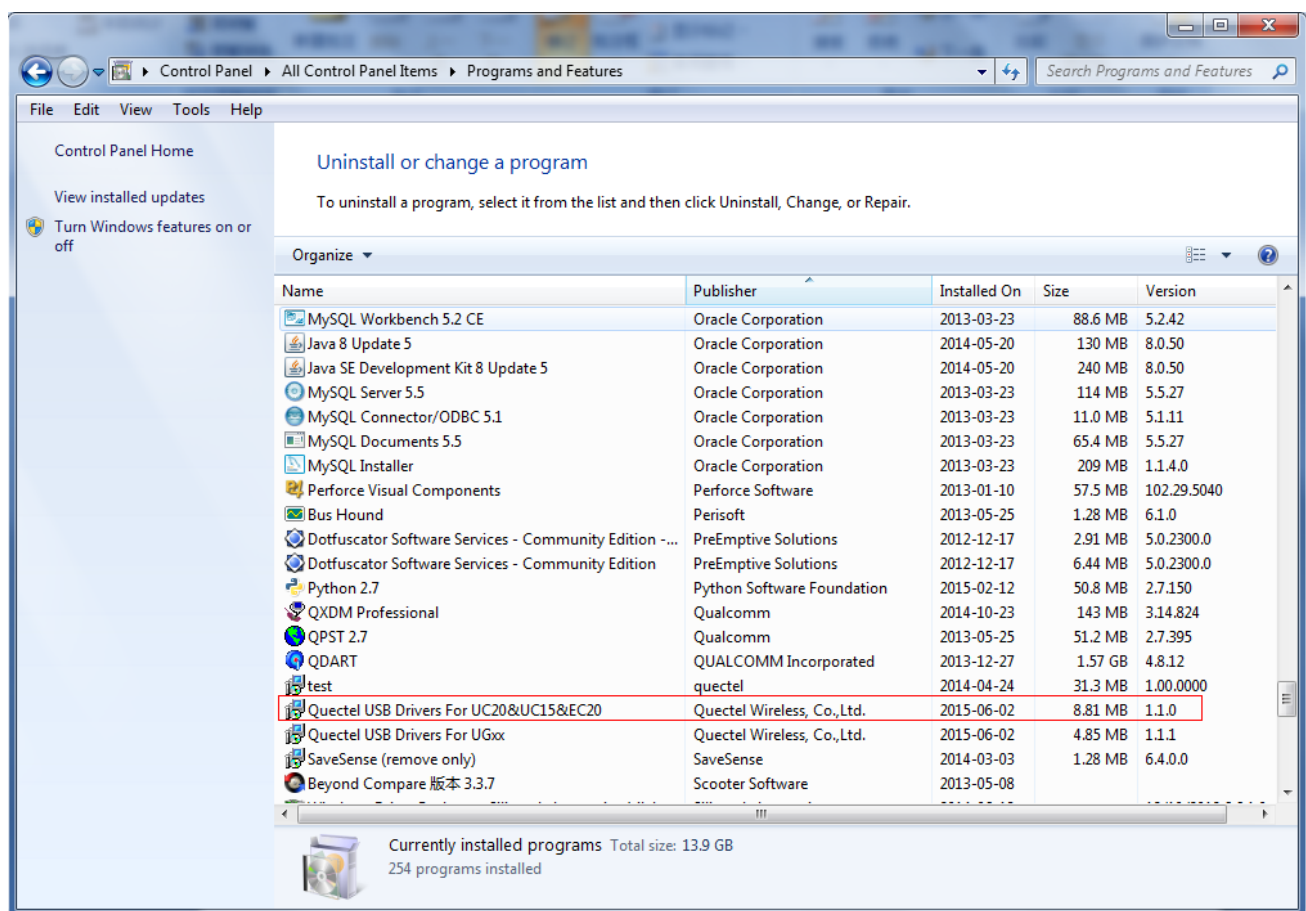 Control Panel ▸ All Control Panel Items ▸ Programs and Features
Search Programs and Features
File Edit View Tools Help
Control Panel Home
View installed updates
Turn Windows features on or
off
Uninstall or change a program
To uninstall a program, select it from the list and then click Uninstall, Change, or Repair.
Organize
Name Publisher Installed On Size Version
MySQL Workbench 5.2 CE Oracle Corporation 2013-03-23 88.6 MB 5.2.42
Java 8 Update 5 Oracle Corporation 2014-05-20 130 MB 8.0.50
Java SE Development Kit 8 Update 5 Oracle Corporation 2014-05-20 240 MB 8.0.50
MySQL Server 5.5 Oracle Corporation 2013-03-23 114 MB 5.5.27
MySQL Connector/ODBC 5.1 Oracle Corporation 2013-03-23 11.0 MB 5.1.11
MySQL Documents 5.5 Oracle Corporation 2013-03-23 65.4 MB 5.5.27
MySQL Installer Oracle Corporation 2013-03-23 209 MB 1.1.4.0
Perforce Visual Components Perforce Software 2013-01-10 57.5 MB 102.29.5040
Bus Hound Perisoft 2013-05-25 1.28 MB 6.1.0
Dotfuscator Software Services - Community Edition -... PreEmptive Solutions 2012-12-17 2.91 MB 5.0.2300.0
Dotfuscator Software Services - Community Edition PreEmptive Solutions 2012-12-17 6.44 MB 5.0.2300.0
Python 2.7 Python Software Foundation 2015-02-12 50.8 MB 2.7.150
QXDM Professional Qualcomm 2014-10-23 143 MB 3.14.824
QPST 2.7 Qualcomm 2013-05-25 51.2 MB 2.7.395
QDART QUALCOMM Incorporated 2013-12-27 1.57 GB 4.8.12
test quectel 2014-04-24 31.3 MB 1.00.0000
Quectel USB Drivers For UC20&UC15&EC20 Quectel Wireless, Co.,Ltd. 2015-06-02 8.81 MB 1.1.0
Quectel USB Drivers For UGxx Quectel Wireless, Co.,Ltd. 2015-06-02 4.85 MB 1.1.1
SaveSense (remove only) SaveSense 2014-03-03 1.28 MB 6.4.0.0
Beyond Compare 版本 3.3.7 Scooter Software 2013-05-08
Currently installed programs Total size: 13.9 GB
254 programs installed